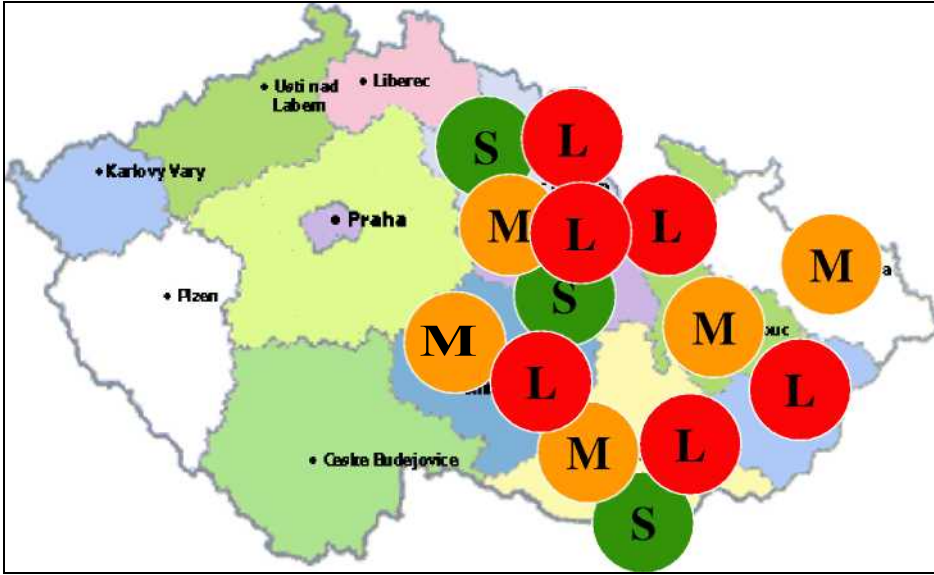 Usti nad
Labem
Liberec
S
L
Karlovy Vary
Praha
M
L
L
M
Plzen
S
M
M
L
L
M
L
Ceske Budejovice
S